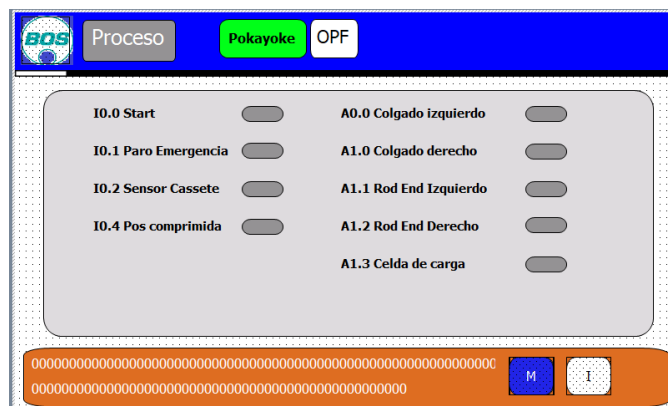 BOS
Proceso
Pokayoke
OPF
I0.0 Start
I0.1 Paro Emergencia
I0.2 Sensor Cassete
I0.4 Pos comprimida
A0.0 Colgado izquierdo
A1.0 Colgado derecho
A1.1 Rod End Izquierdo
A1.2 Rod End Derecho
A1.3 Celda de carga
M
I